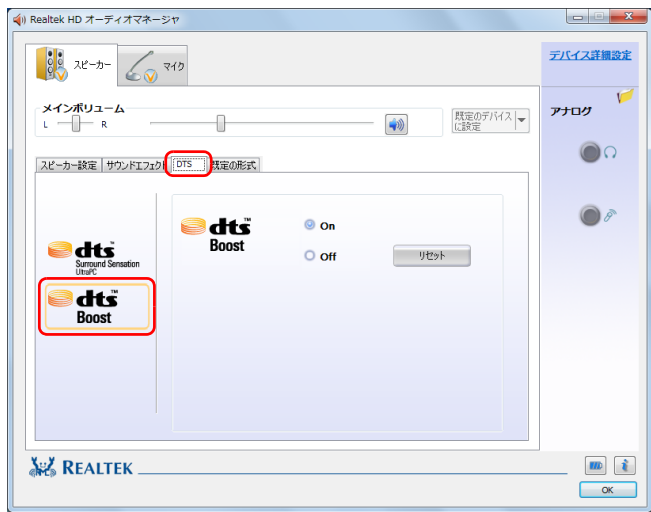 Realtek HD オーディオマネージャ
スピーカー
マイク
デバイス詳細設定
メインボリューム
L
R
既定のデバイス
に設定
アナログ
スピーカー設定
サウンドエフェクト
DTS
既定の形式
dts™
Surround Sensation
UltraPC
dts™
Boost
dts™
Boost
On
Off
リセット
REALTEK
OK